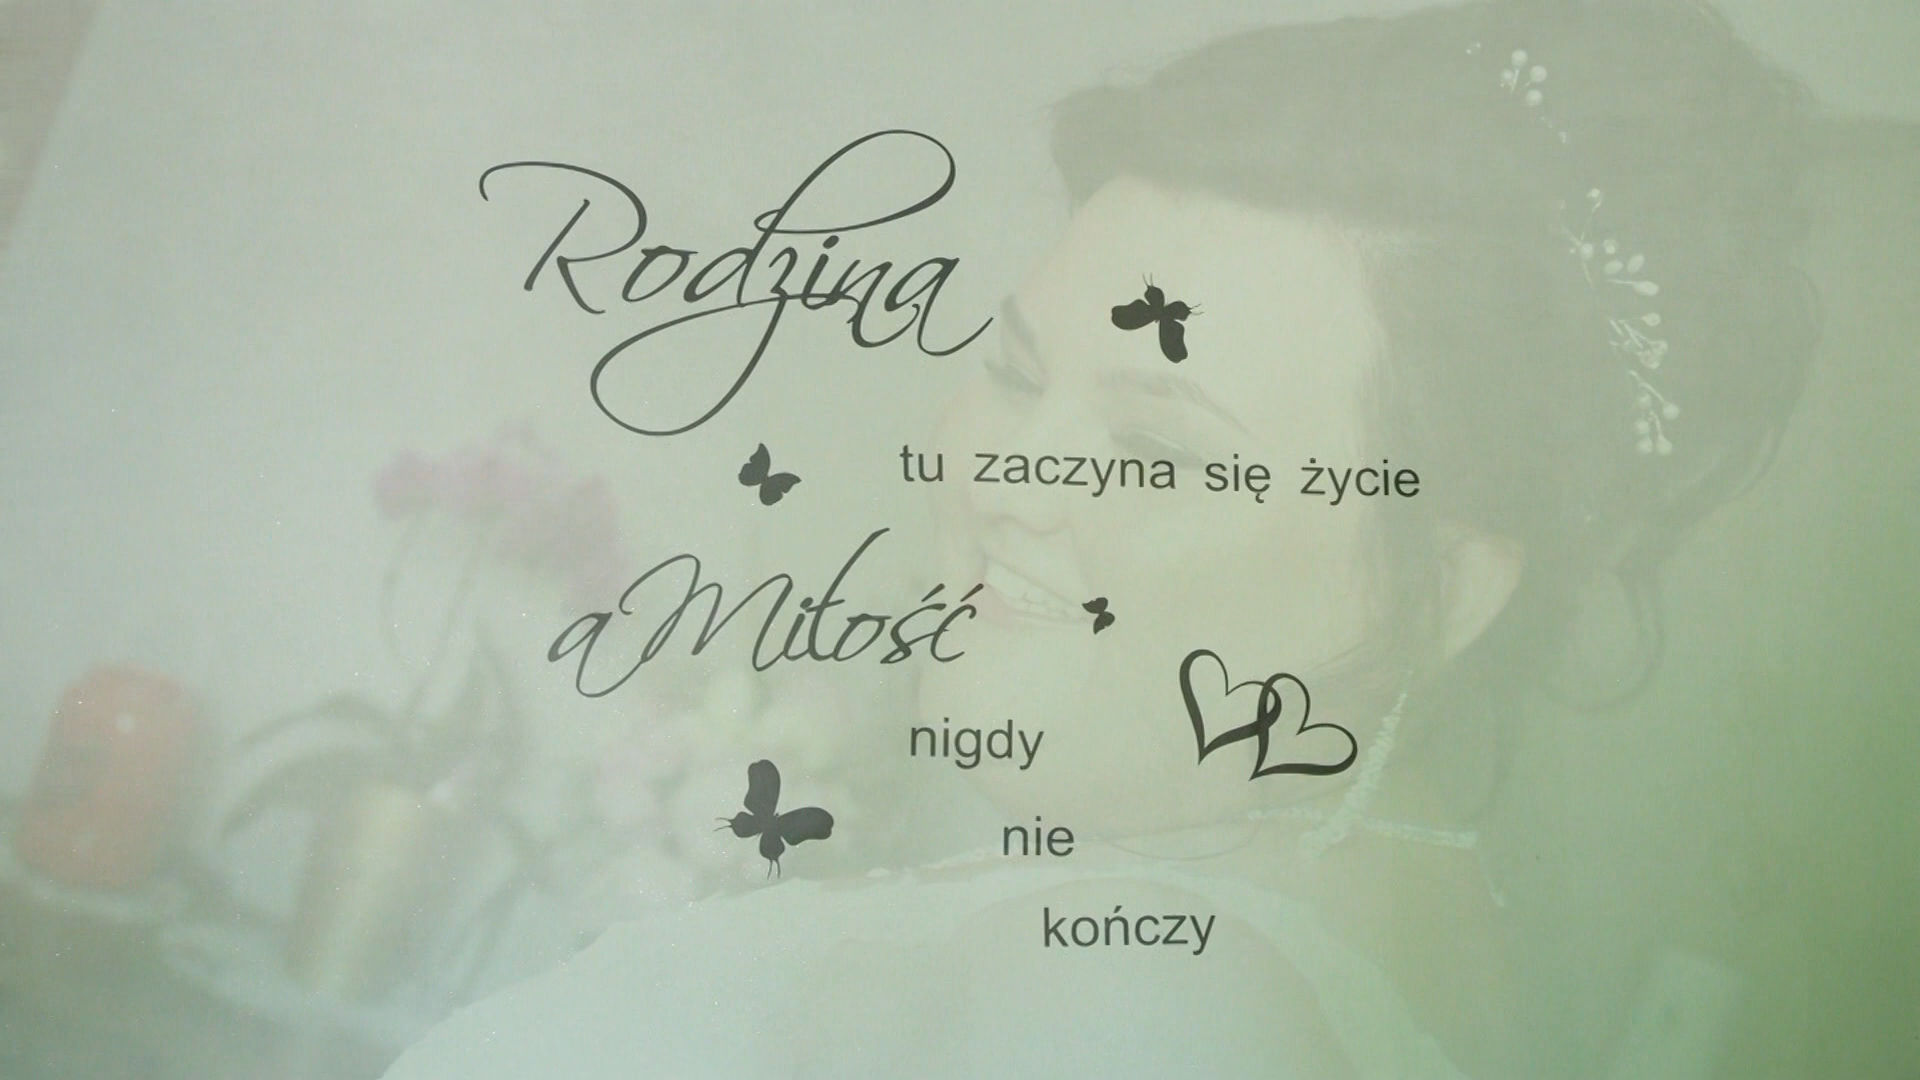 Rodzina
tu zaczyna się życie
a Miłość
nigdy
nie
kończy